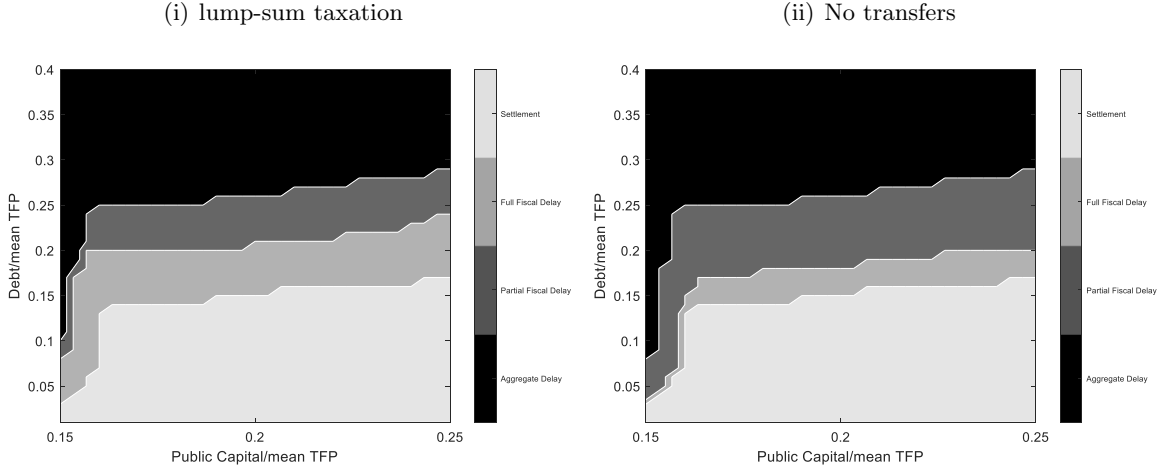 (i) lump-sum taxation
0.4
0.35
0.3
0.25
0.2
0.15
0.1
0.05
Debt/mean TFP
0.15
0.2
0.25
Public Capital/mean TFP
Settlement
Full Fiscal Delay
Partial Fiscal Delay
Aggregate Delay
(ii) No transfers
0.4
0.35
0.3
0.25
0.2
0.15
0.1
0.05
Debt/mean TFP
0.15
0.2
0.25
Public Capital/mean TFP
Settlement
Full Fiscal Delay
Partial Fiscal Delay
Aggregate Delay